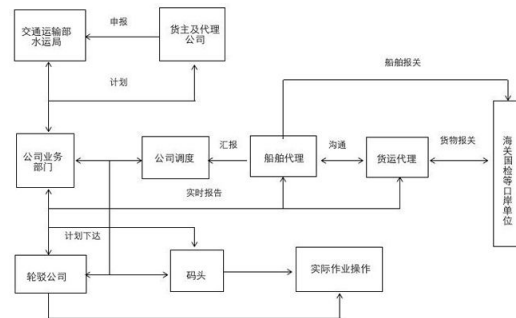 交通运输部
水运局
申报
货主及代理
公司
计划
船舶报关
公司业务
部门
公司调度
汇报
船舶代理
沟通
货运代理
货物报关
海关国检等口岸单位
实时报告
计划下达
轮驳公司
码头
实际作业操作